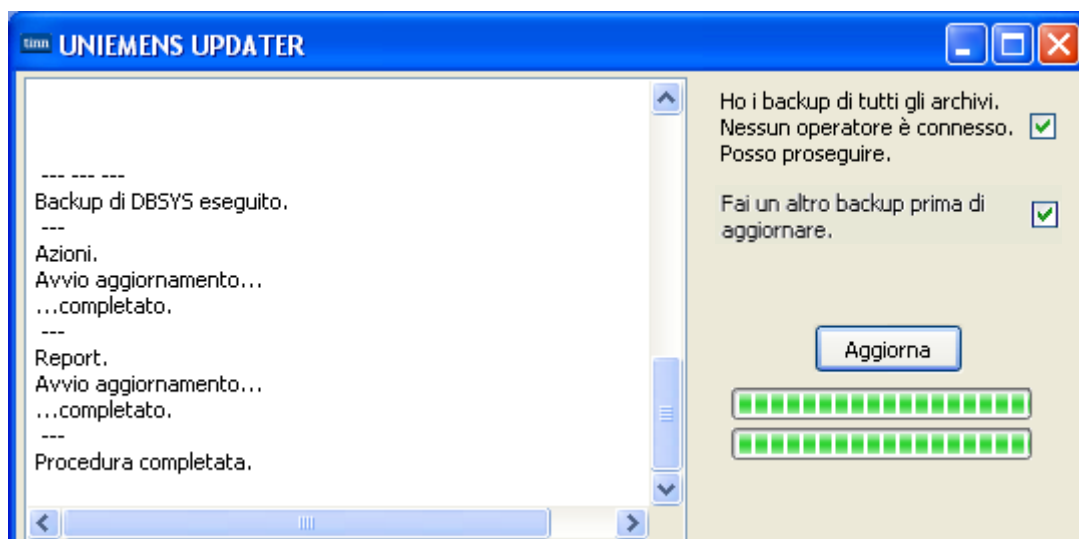 tinn UNIEMENS UPDATER
--- --- ---
Backup di DBSYS eseguito.
---
Azioni.
Avvio aggiornamento...
...completato.
---
Report.
Avvio aggiornamento...
...completato.
---
Procedura completata.
Ho i backup di tutti gli archivi.
Nessun operatore è connesso.
Posso proseguire.
Fai un altro backup prima di
aggiornare.
Aggiorna